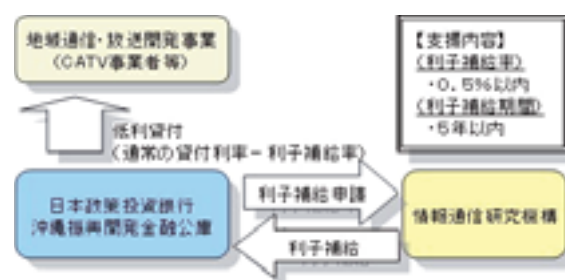 地域通信・放送開発事業
(CATV事業者等)
【支援内容】
(利子補給率)
・0.5%以内
(利子補給期間)
・5年以内
低利貸付
(通常の貸付利率－利子補給率)
日本政策投資銀行
沖縄振興開発金融公庫
利子補給申請
情報通信研究機構
利子補給